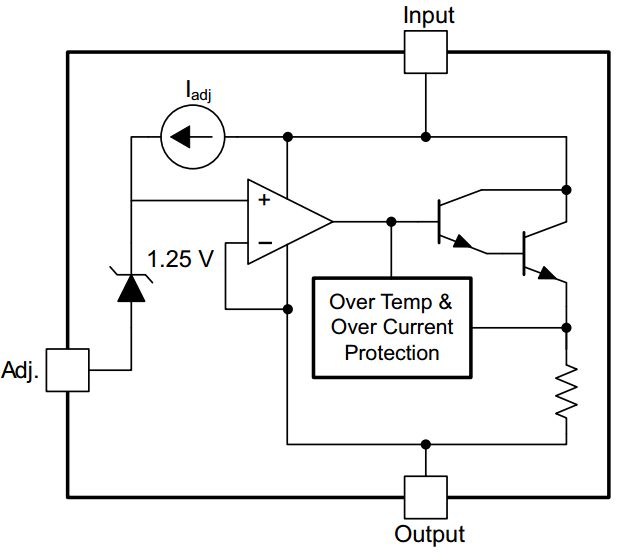 Input
Iadj
+
1.25 V
−
Over Temp &
Over Current
Protection
Adj.
Output